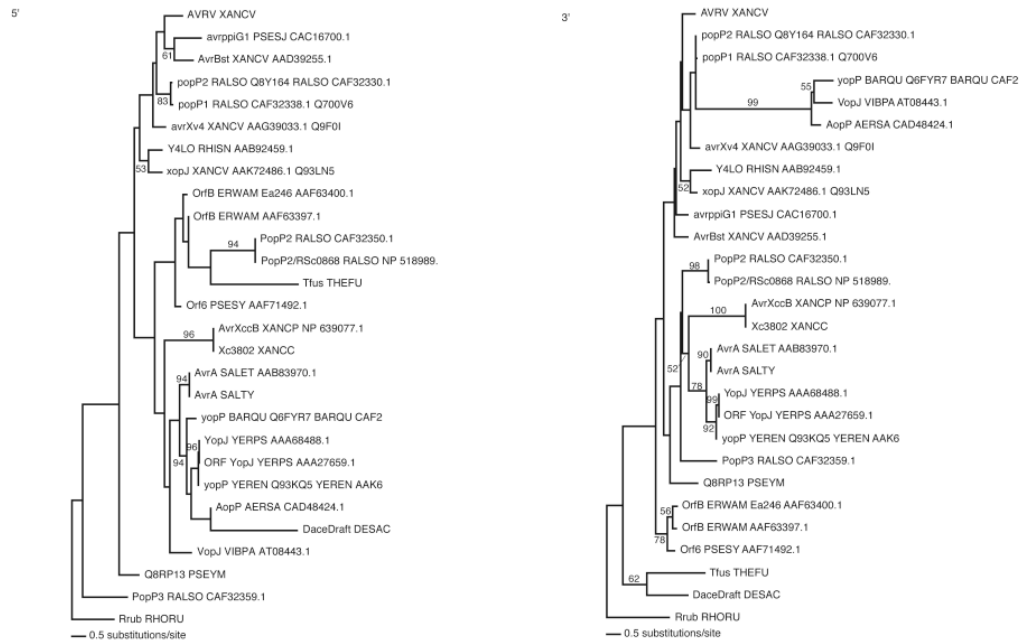 5'
AVRV XANCV
avrppiG1 PSESJ CAC16700.1
61
AvrBst XANCV AAD39255.1
popP2 RALSO Q8Y164 RALSO CAF32330.1
83
popP1 RALSO CAF32338.1 Q700V6
avrXv4 XANCV AAG39033.1 Q9F0I
Y4LO RHISN AAB92459.1
53
xopJ XANCV AAK72486.1 Q93LN5
OrfB ERWAM Ea246 AAF63400.1
OrfB ERWAM AAF63397.1
94
PopP2 RALSO CAF32350.1
PopP2/RSc0868 RALSO NP 518989.
Tfus THEFU
Orf6 PSESY AAF71492.1
96
AvrXccB XANCP NP 639077.1
Xc3802 XANCC
AvrA SALET AAB83970.1
94
AvrA SALTY
yopP BARQU Q6FYR7 BARQU CAF2
YopJ YERPS AAA68488.1
96
94
ORF YopJ YERPS AAA27659.1
yopP YEREN Q93KQ5 YEREN AAK6
AopP AERSA CAD48424.1
DaceDraft DESAC
VopJ VIBPA AT08443.1
Q8RP13 PSEYM
PopP3 RALSO CAF32359.1
Rrub RHORU
0.5 substitutions/site
3'
AVRV XANCV
popP2 RALSO Q8Y164 RALSO CAF32330.1
popP1 RALSO CAF32338.1 Q700V6
yopP BARQU Q6FYR7 BARQU CAF2
55
99
VopJ VIBPA AT08443.1
AopP AERSA CAD48424.1
avrXv4 XANCV AAG39033.1 Q9F0I
Y4LO RHISN AAB92459.1
52
xopJ XANCV AAK72486.1 Q93LN5
avrppiG1 PSESJ CAC16700.1
AvrBst XANCV AAD39255.1
PopP2 RALSO CAF32350.1
98
PopP2/RSc0868 RALSO NP 518989.
AvrXccB XANCP NP 639077.1
100
Xc3802 XANCC
AvrA SALET AAB83970.1
90
52
AvrA SALTY
78
YopJ YERPS AAA68488.1
99
ORF YopJ YERPS AAA27659.1
92
yopP YEREN Q93KQ5 YEREN AAK6
PopP3 RALSO CAF32359.1
Q8RP13 PSEYM
OrfB ERWAM Ea246 AAF63400.1
56
OrfB ERWAM AAF63397.1
78
Orf6 PSESY AAF71492.1
Tfus THEFU
62
DaceDraft DESAC
Rrub RHORU
0.5 substitutions/site